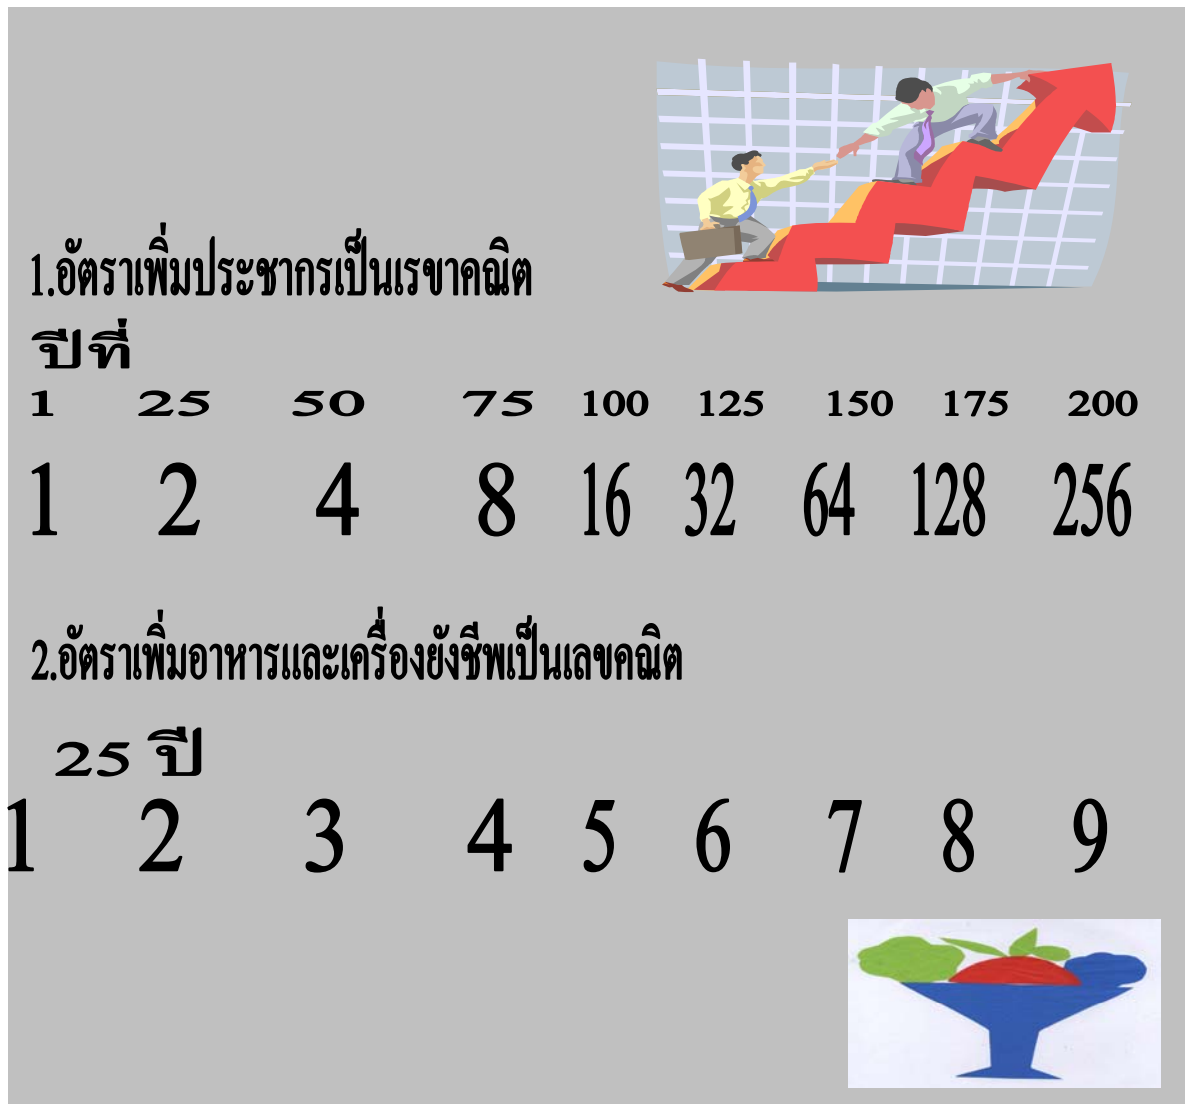 1.อัตราเพิ่มประชากรเป็นเรขาคณิต
ปีที่
1 25 50 75 100 125 150 175 200
1 2 4 8 16 32 64 128 256
2.อัตราเพิ่มอาหารและเครื่องยังชีพเป็นเลขคณิต
25 ปี
1 2 3 4 5 6 7 8 9